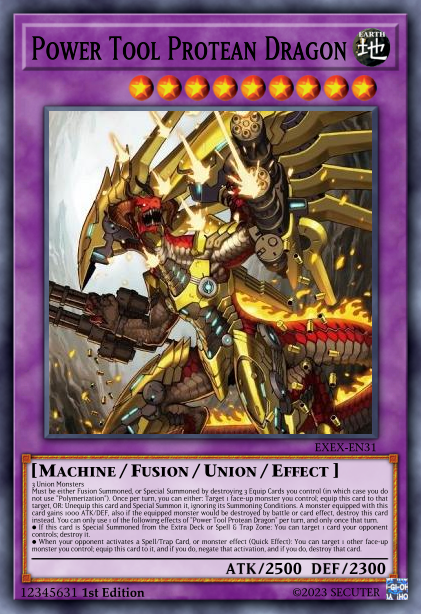 POWER TOOL PROTEAN DRAGON
EARTH
地
EXEX-EN31
[MACHINE / FUSION / UNION / EFFECT ]
3 Union Monsters
Must be either Fusion Summoned, or Special Summoned by destroying 3 Equip Cards you control (in which case you do
not use "Polymerization"). Once per turn, you can either: Target 1 face-up monster you control; equip this card to that
target, OR: Unequip this card and Special Summon it, ignoring its Summoning Conditions. A monster equipped with this
card gains 1000 ATK/DEF, also if the equipped monster would be destroyed by battle or card effect, destroy this card
instead. You can only use 1 of the following effects of "Power Tool Protean Dragon" per turn, and only once that turn.
● If this card is Special Summoned from the Extra Deck or Spell & Trap Zone: You can target 1 card your opponent
controls; destroy it.
● When your opponent activates a Spell/Trap Card, or monster effect (Quick Effect): You can target 1 other face-up
monster you control; equip this card to it, and if you do, negate that activation, and if you do, destroy that card.
ATK/2500 DEF/2300
12345631 1st Edition
©2023 SECUTER